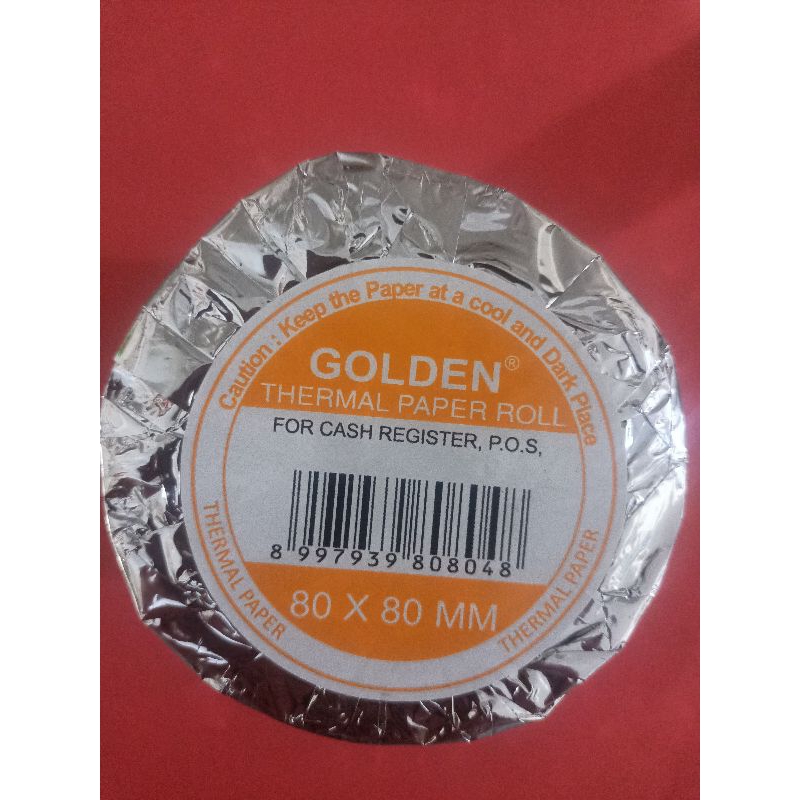 Caution : Keep the Paper at a cool and Dark Place
GOLDEN®
THERMAL PAPER ROLL
FOR CASH REGISTER, P.O.S,
8 997939 808048
80 X 80 MM
THERMAL PAPER
THERMAL PAPER